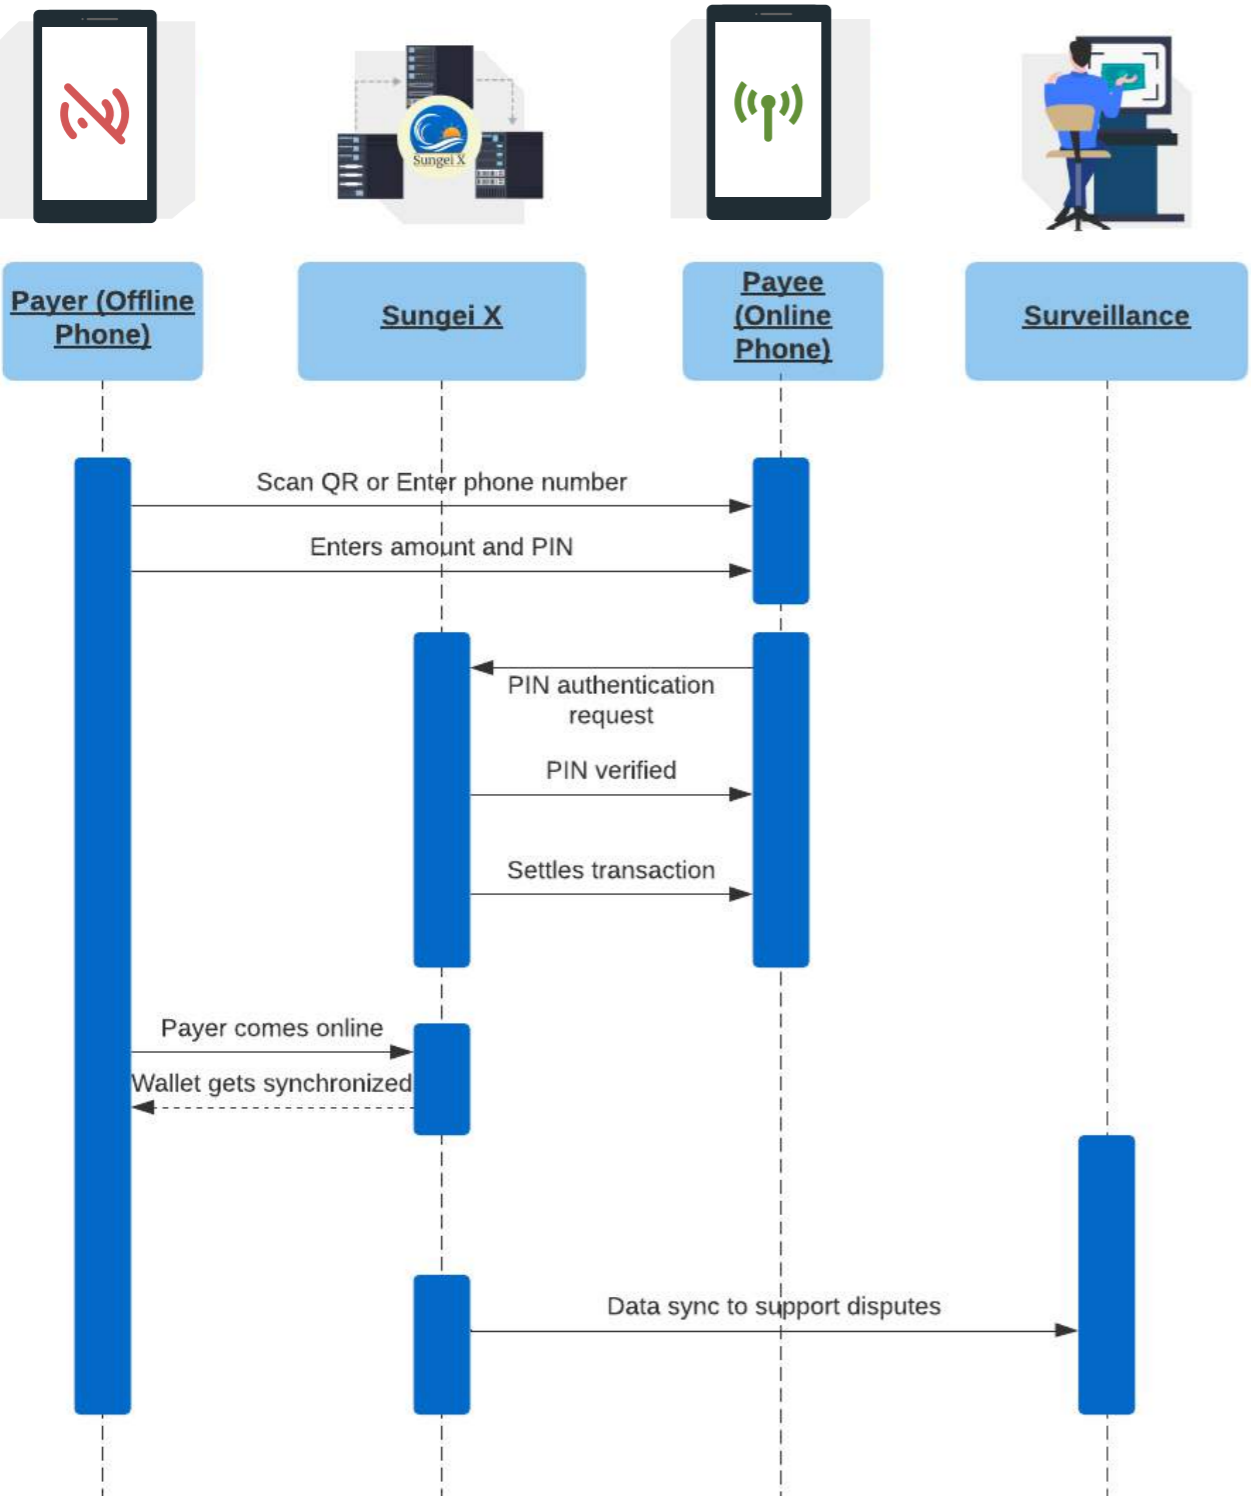 Sungei X
Payer (Offline
Phone)
Sungei X
Payee
(Online
Phone)
Surveillance
Scan QR or Enter phone number
Enters amount and PIN
PIN authentication
request
PIN verified
Settles transaction
Payer comes online
Wallet gets synchronized
Data sync to support disputes